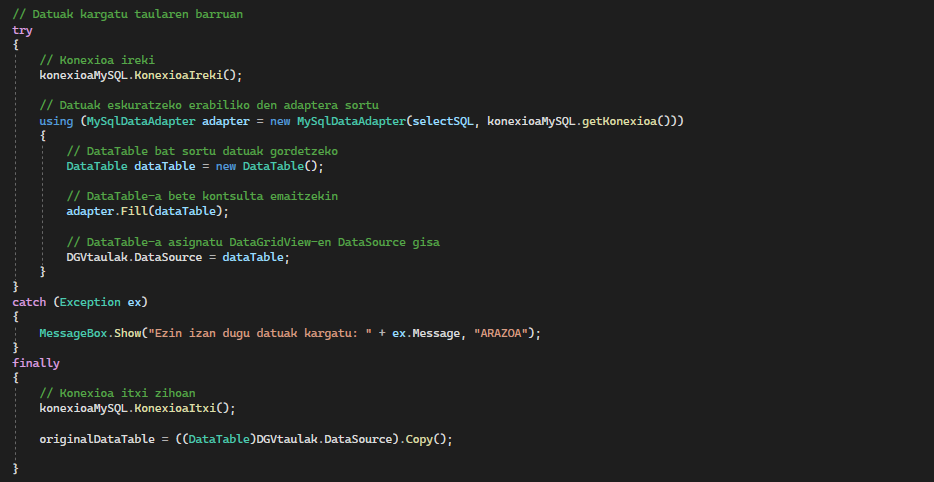 // Datuak kargatu taularen barruan
try
{
// Konexioa ireki
konexioaMySQL.KonexioaIreki();
// Datuak eskuratzeko erabiliko den adaptera sortu
using (MySqlDataAdapter adapter = new MySqlDataAdapter(selectSQL, konexioaMySQL.getKonexioa()))
{
// DataTable bat sortu datuak gordetzeko
DataTable dataTable = new DataTable();
// DataTable-a bete kontsulta emaitzekin
adapter.Fill(dataTable);
// DataTable-a asignatu DataGridView-en DataSource gisa
DGVtaulak.DataSource = dataTable;
}
}
catch (Exception ex)
{
MessageBox.Show("Ezin izan dugu datuak kargatu: " + ex.Message, "ARAZOA");
}
finally
{
// Konexioa itxi zihoan
konexioaMySQL.KonexioaItxi();
originalDataTable = ((DataTable)DGVtaulak.DataSource).Copy();
}